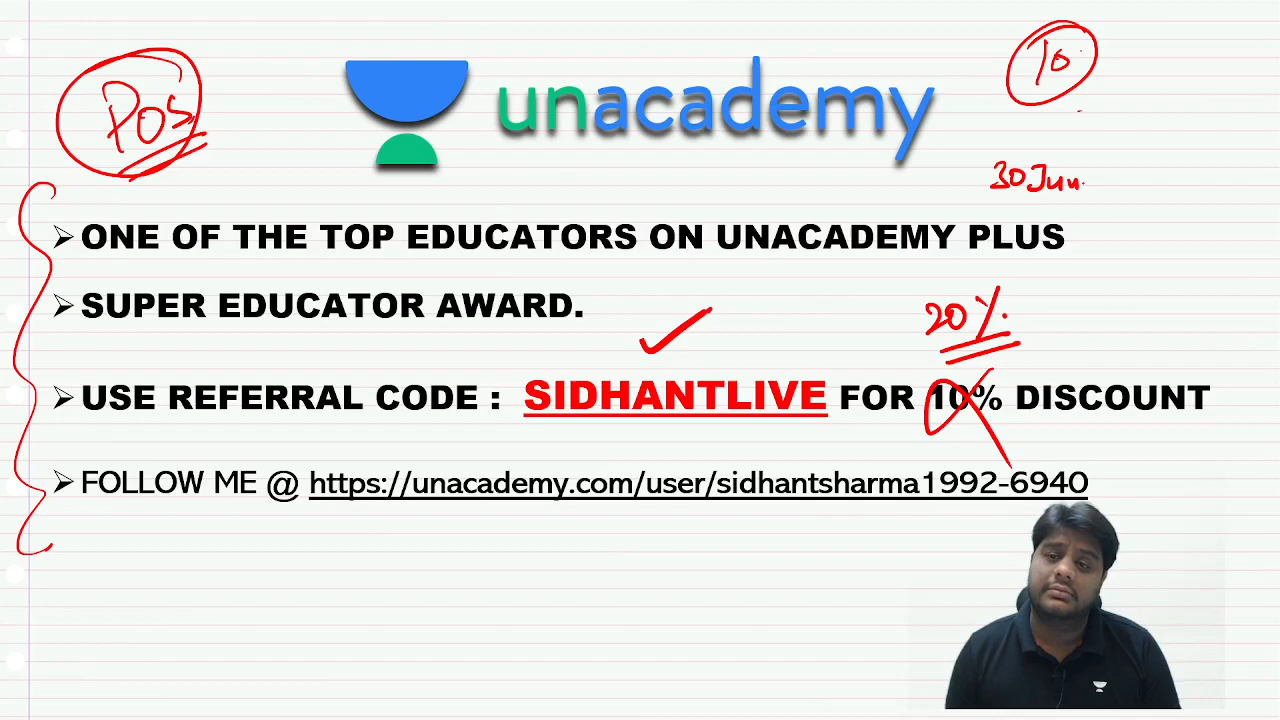 POS
unacademy
10
30 Jun.
ONE OF THE TOP EDUCATORS ON UNACADEMY PLUS
SUPER EDUCATOR AWARD.
20%
USE REFERRAL CODE : SIDHANTLIVE FOR 10% DISCOUNT
FOLLOW ME @ https://unacademy.com/user/sidhantsharma1992-6940